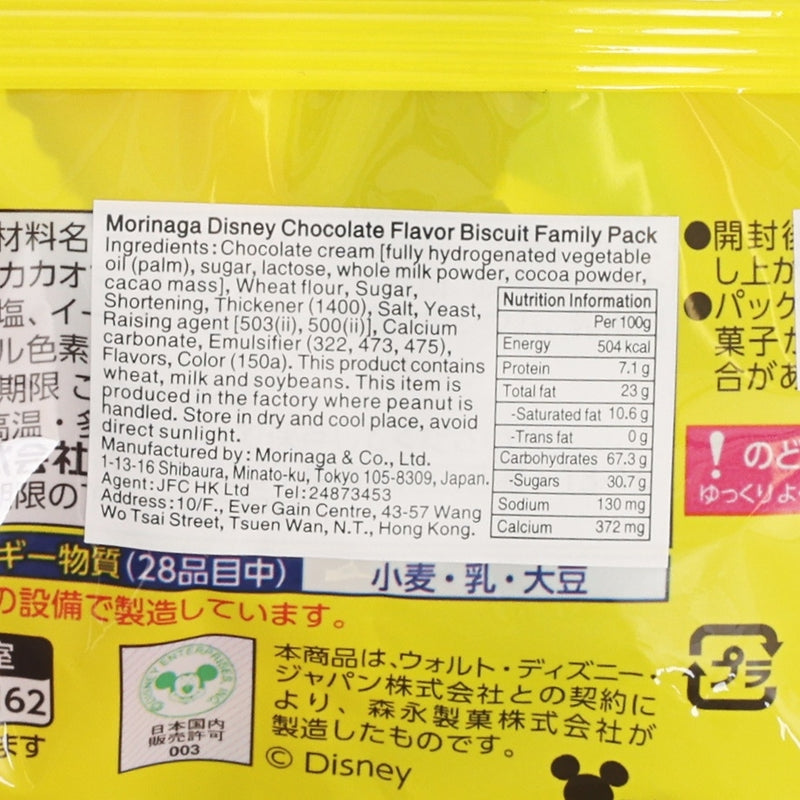 Morinaga Disney Chocolate Flavor Biscuit Family Pack
Ingredients:Chocolate cream [fully hydrogenated vegetable
oil (palm), sugar, lactose, whole milk powder, cocoa powder,
cacao mass], Wheat flour, Sugar,
Shortening, Thickener (1400), Salt, Yeast,
Raising agent [503(ii), 500(ii)], Calcium
carbonate, Emulsifier (322, 473, 475),
Flavors, Color (150a). This product contains
wheat, milk and soybeans. This item is
produced in the factory where peanut is
handled. Store in dry and cool place, avoid
direct sunlight.
Manufactured by:Morinaga & Co., Ltd.
1-13-16 Shibaura, Minato-ku, Tokyo 105-8309, Japan.
Agent:JFC HK Ltd Tel:24873453
Address:10/F., Ever Gain Centre, 43-57 Wang
Wo Tsai Street, Tsuen Wan, N.T., Hong Kong.
Nutrition Information
Per 100g
Energy 504 kcal
Protein 7.1 g
Total fat 23 g
-Saturated fat 10.6 g
-Trans fat 0 g
Carbohydrates 67.3 g
-Sugars 30.7 g
Sodium 130 mg
Calcium 372 mg
材料名
カカオ
塩、イー
ル色素
期限
高温・多
会社
期限の
●開封後
し上が
●パック
菓子が
合があ
! のど
ゆっくりよ
ギー物質(28品目中) 小麦・乳・大豆
の設備で製造しています。
室
162
ます
DISNEY ENTERPRISES INC.
日本国内
販売許可
003
本商品は、ウォルト・ディズニー・
ジャパン株式会社との契約に
より、森永製菓株式会社が
製造したものです。
© Disney
プラ